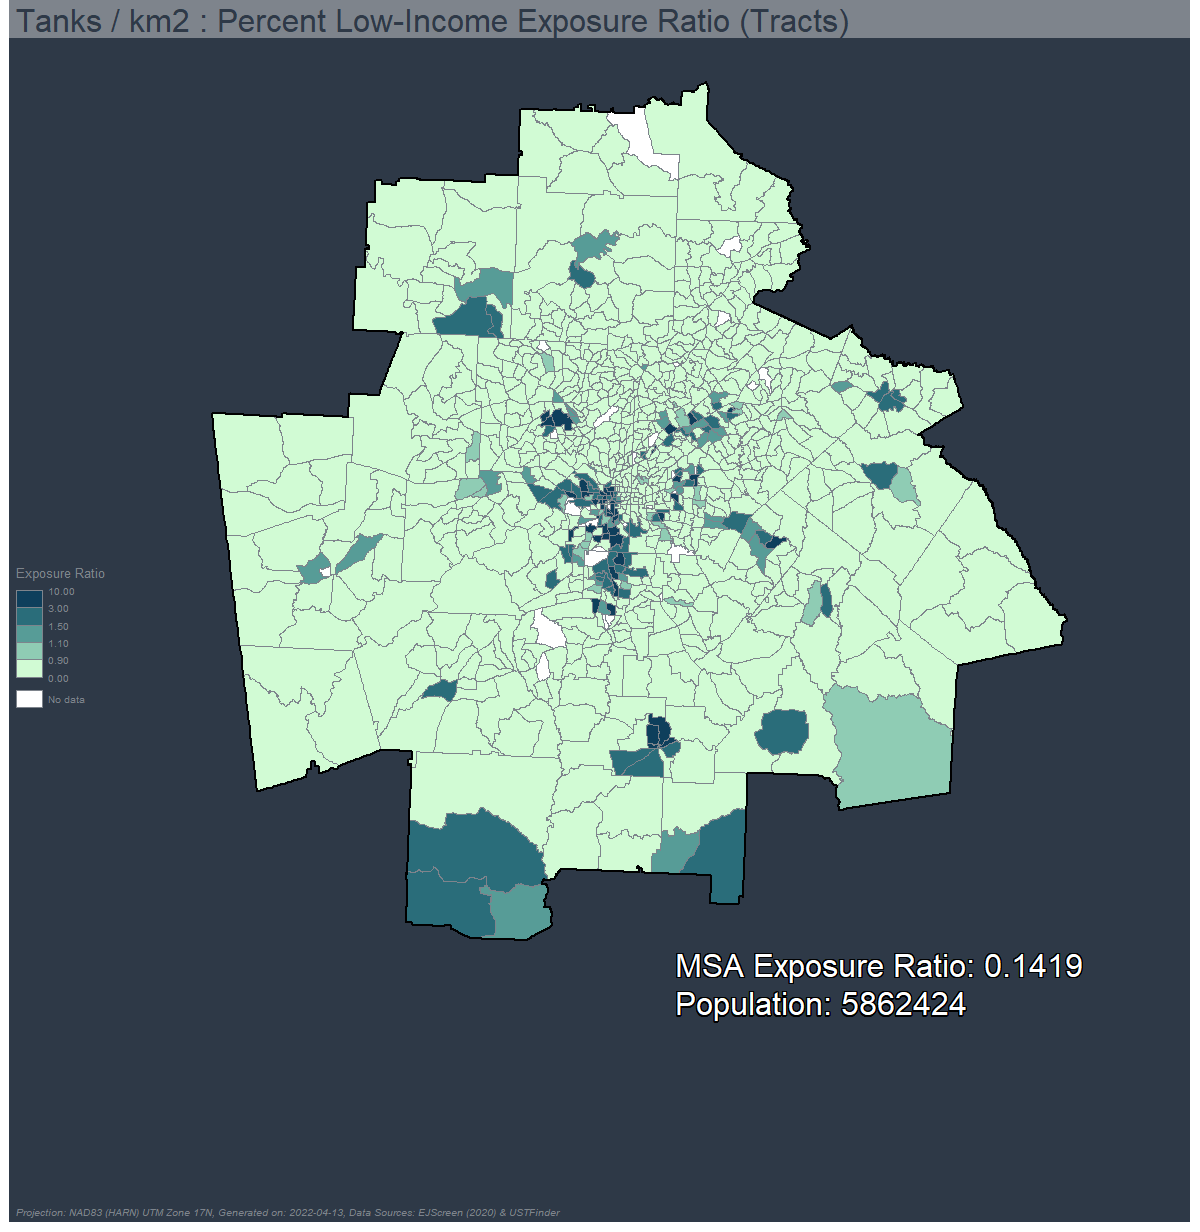 Tanks / km2 : Percent Low-Income Exposure Ratio (Tracts)
Exposure Ratio
10.00
3.00
1.50
1.10
0.90
0.00
No data
MSA Exposure Ratio: 0.1419
Population: 5862424
Projection: NAD83 (HARN) UTM Zone 17N, Generated on: 2022-04-13, Data Sources: EJScreen (2020) & USTFinder